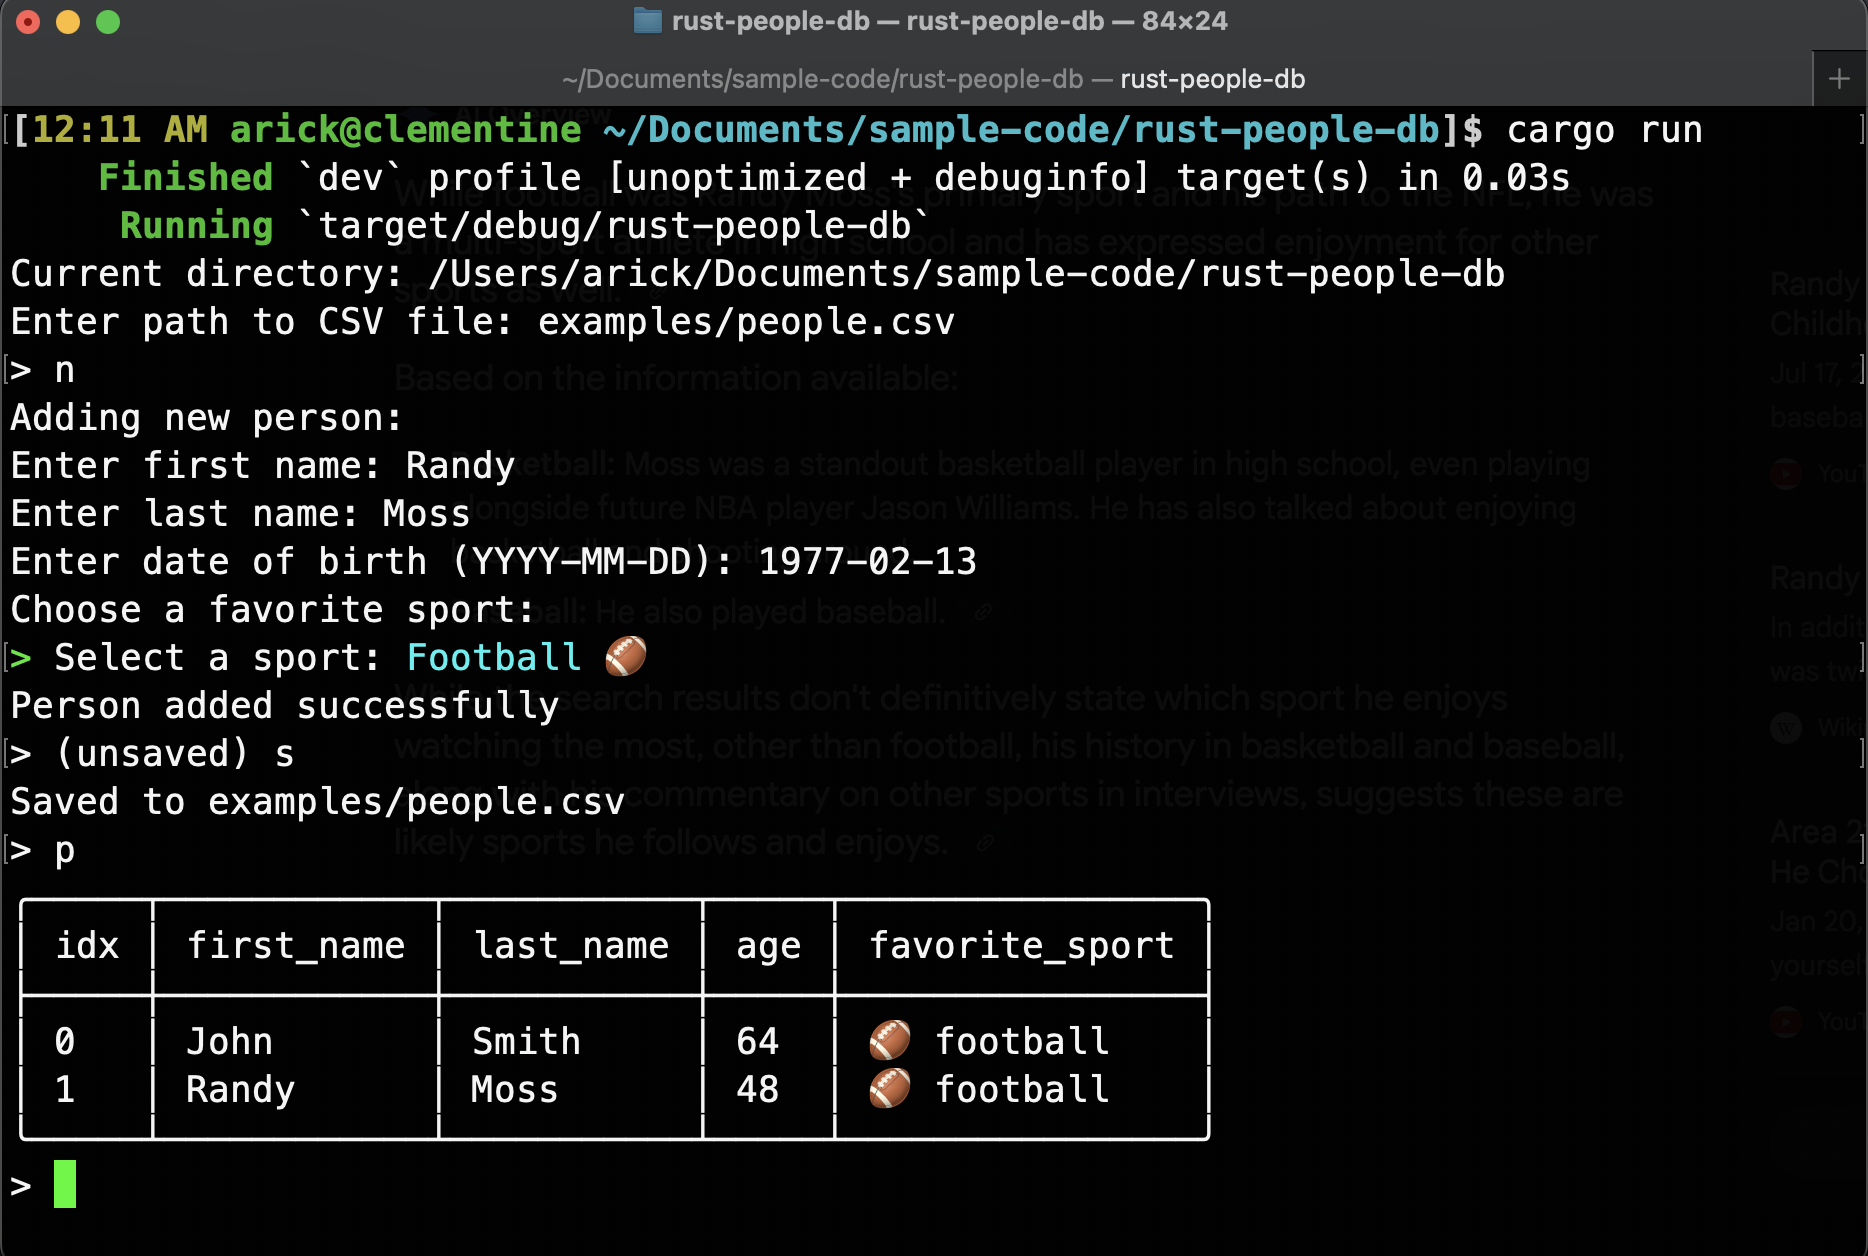 rust-people-db — rust-people-db — 84×24
~/Documents/sample-code/rust-people-db — rust-people-db
[12:11 AM arick@clementine ~/Documents/sample-code/rust-people-db]$ cargo run
Finished `dev` profile [unoptimized + debuginfo] target(s) in 0.03s
Running `target/debug/rust-people-db`
Current directory: /Users/arick/Documents/sample-code/rust-people-db
Enter path to CSV file: examples/people.csv
> n
Adding new person:
Enter first name: Randy
Enter last name: Moss
Enter date of birth (YYYY-MM-DD): 1977-02-13
Choose a favorite sport:
> Select a sport: Football 🏈
Person added successfully
> (unsaved) s
Saved to examples/people.csv
> p
idx first_name last_name age favorite_sport
0 John Smith 64 🏈 football
1 Randy Moss 48 🏈 football
>